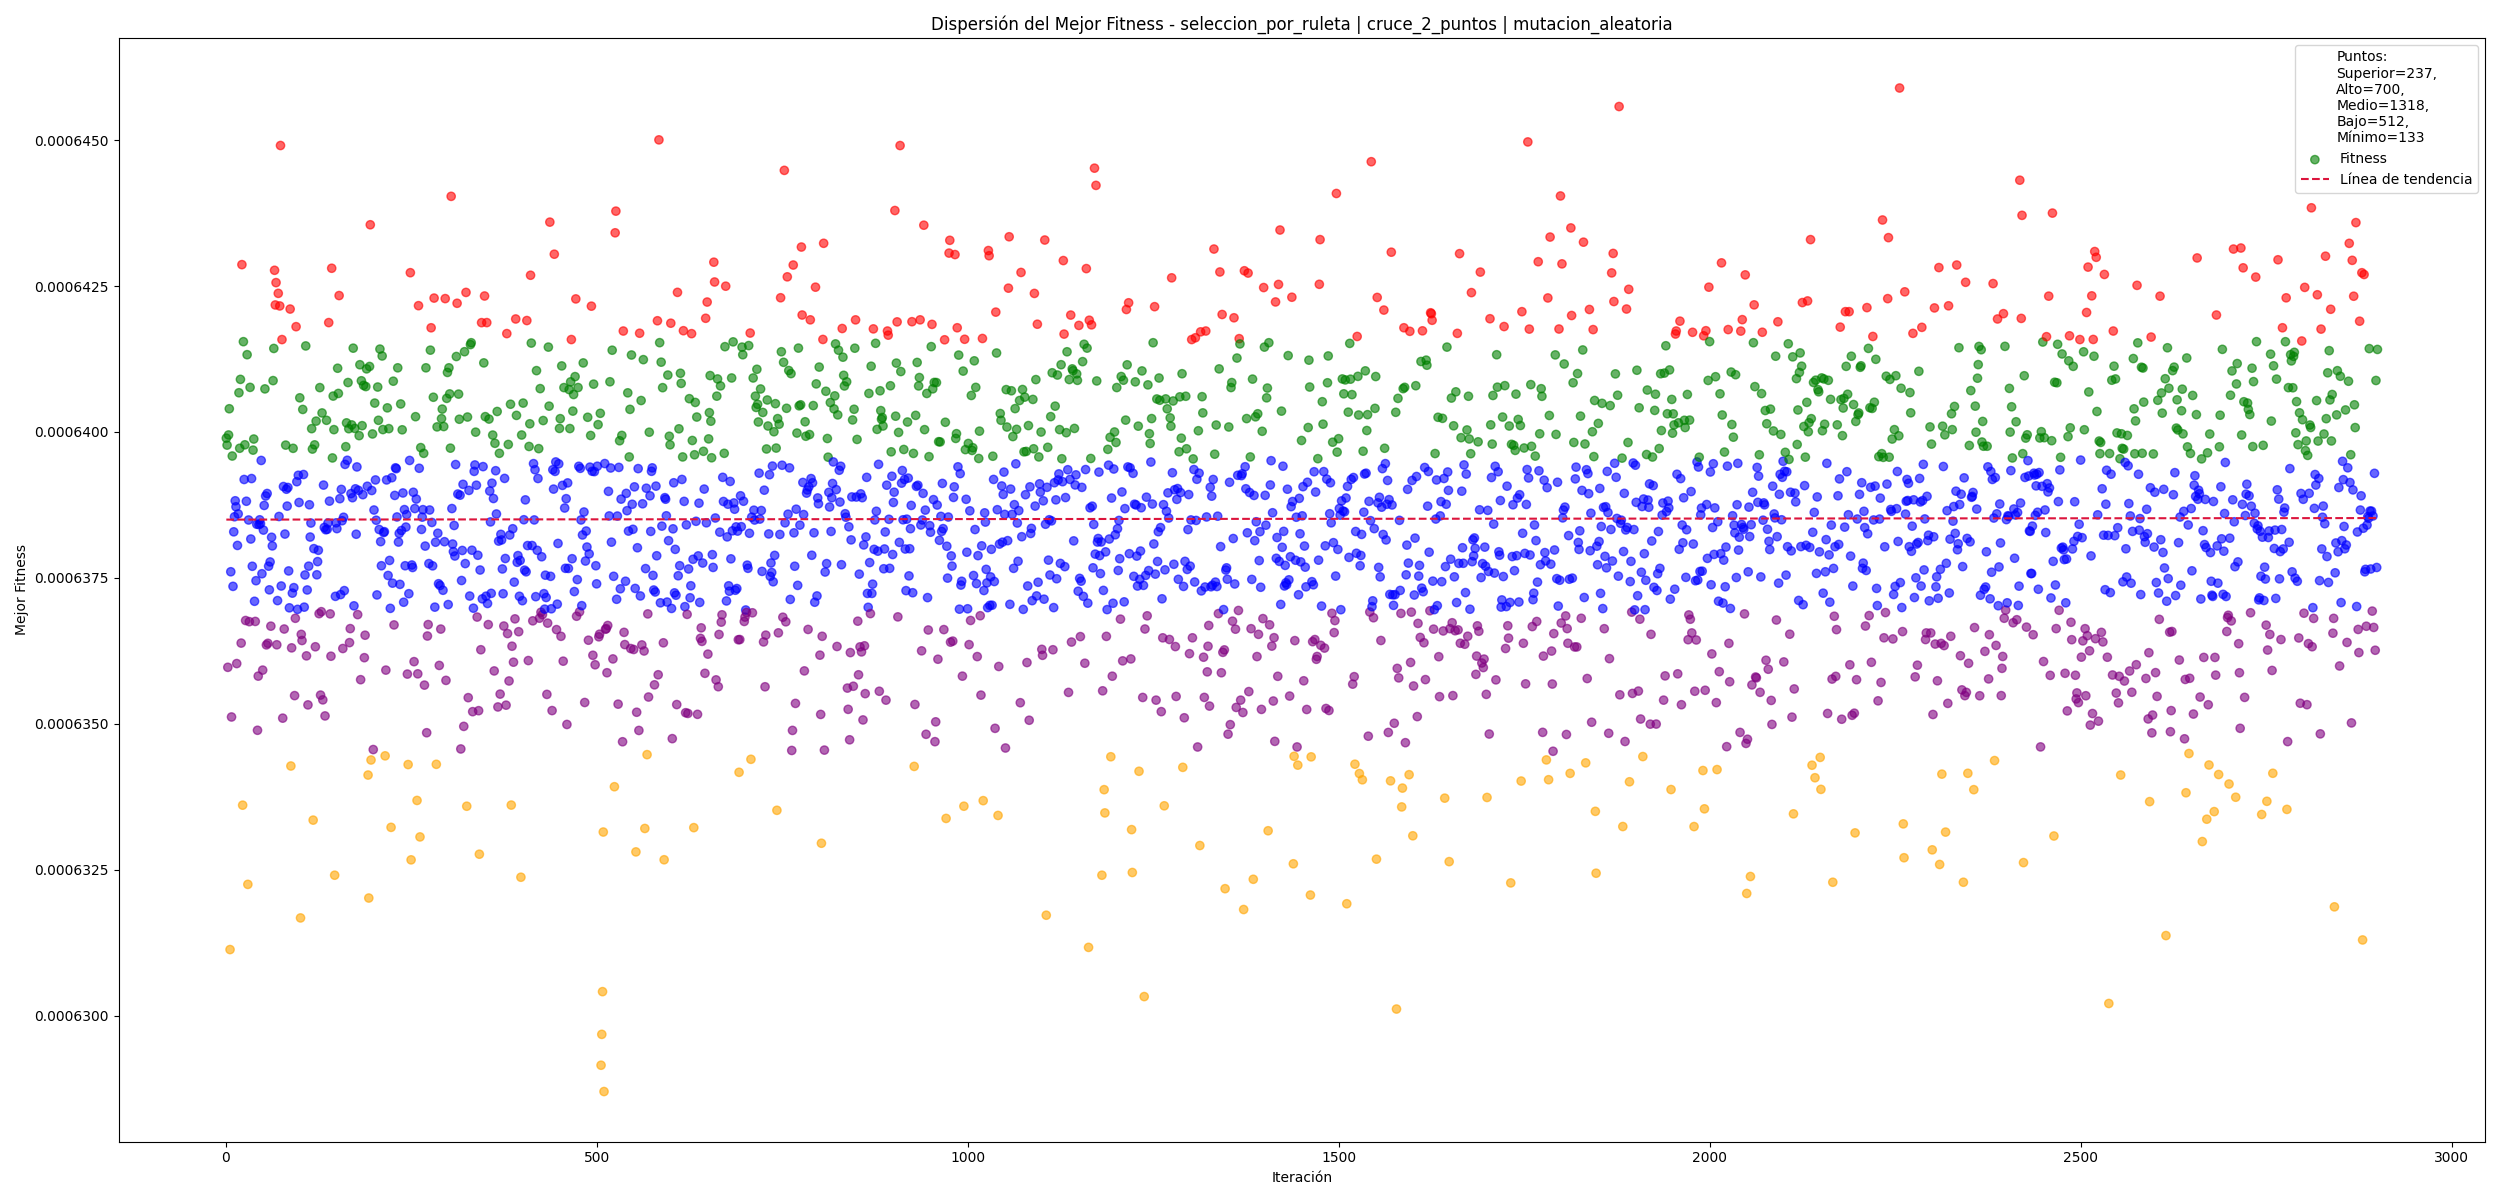 Dispersión del Mejor Fitness - seleccion_por_ruleta | cruce_2_puntos | mutacion_aleatoria
Puntos:
Superior=237,
Alto=700,
Medio=1318,
Bajo=512,
Mínimo=133
Fitness
Línea de tendencia
Mejor Fitness
0.0006450
0.0006425
0.0006400
0.0006375
0.0006350
0.0006325
0.0006300
0
500
1000
1500
2000
2500
3000
Iteración